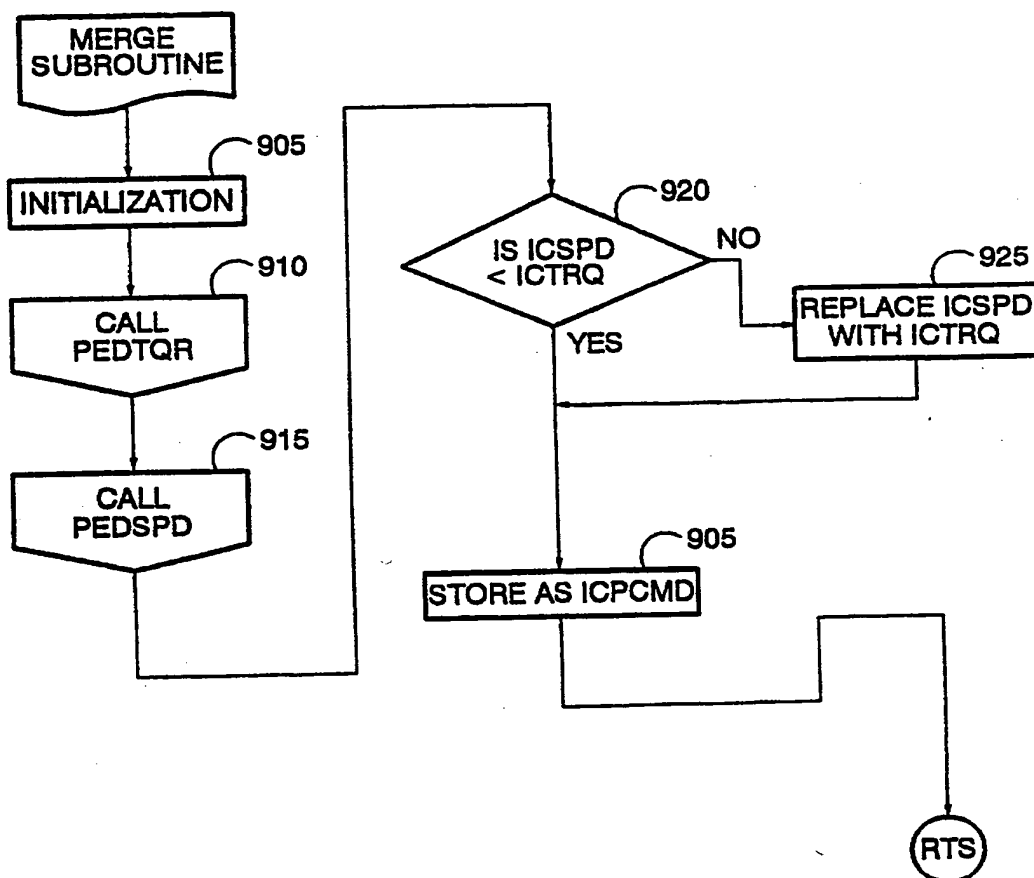 MERGE
SUBROUTINE
905
INITIALIZATION
910
CALL
PEDTQR
915
CALL
PEDSPD
920
IS ICSPD
< ICTRQ
NO
YES
925
REPLACE ICSPD
WITH ICTRQ
905
STORE AS ICPCMD
RTS